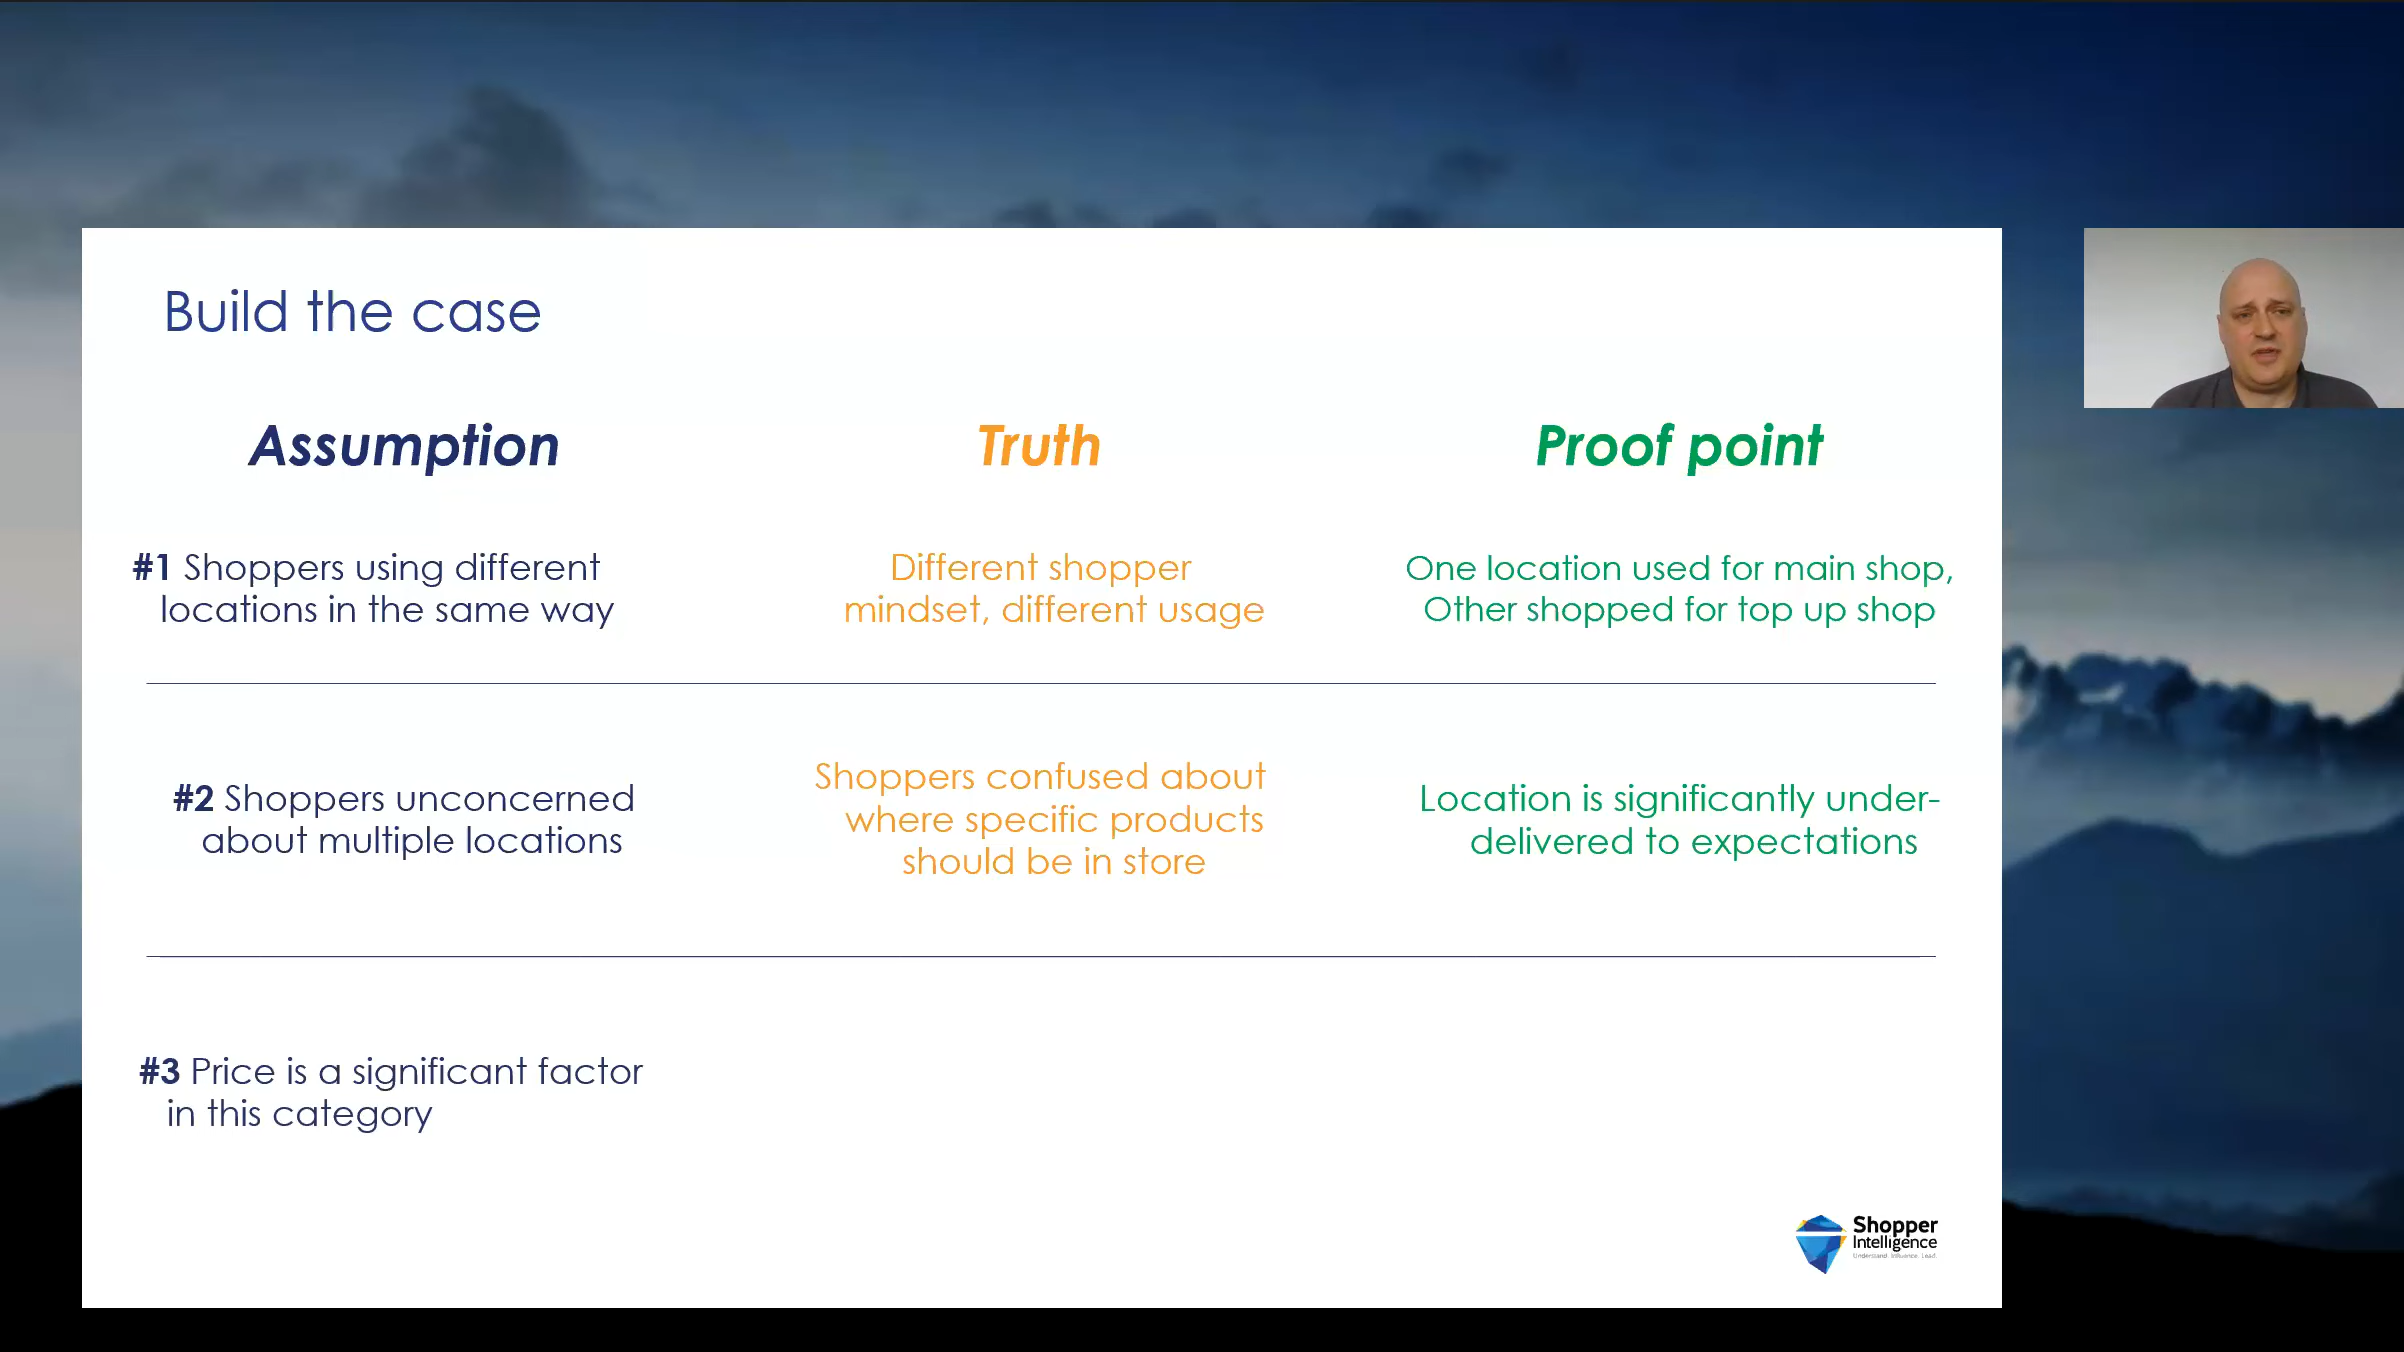 Build the case
Assumption
Truth
Proof point
#1 Shoppers using different
locations in the same way
Different shopper
mindset, different usage
One location used for main shop,
Other shopped for top up shop
#2 Shoppers unconcerned
about multiple locations
Shoppers confused about
where specific products
should be in store
Location is significantly under-
delivered to expectations
#3 Price is a significant factor
in this category
Shopper
Intelligence
Understand. Influence. Lead.